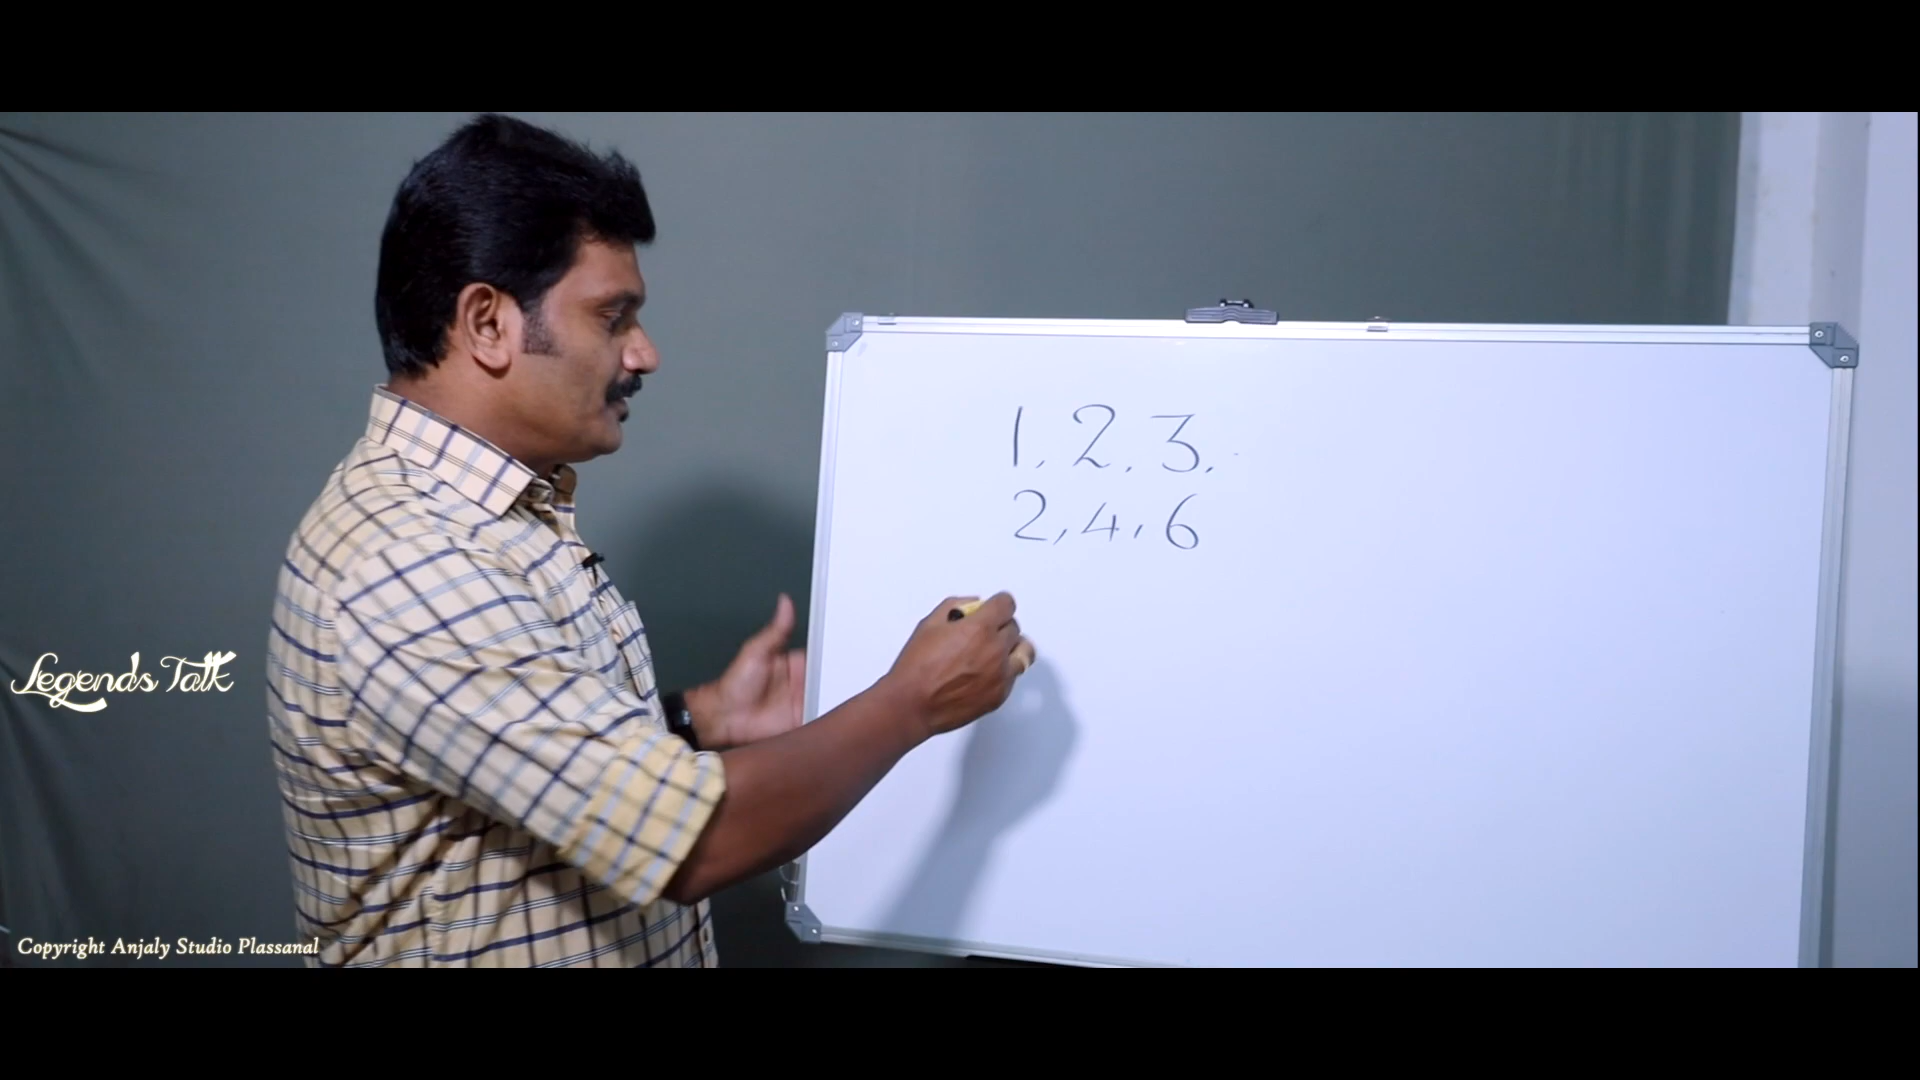 1, 2, 3,
2, 4, 6
Legends Talk
Copyright Anjaly Studio Plassanal